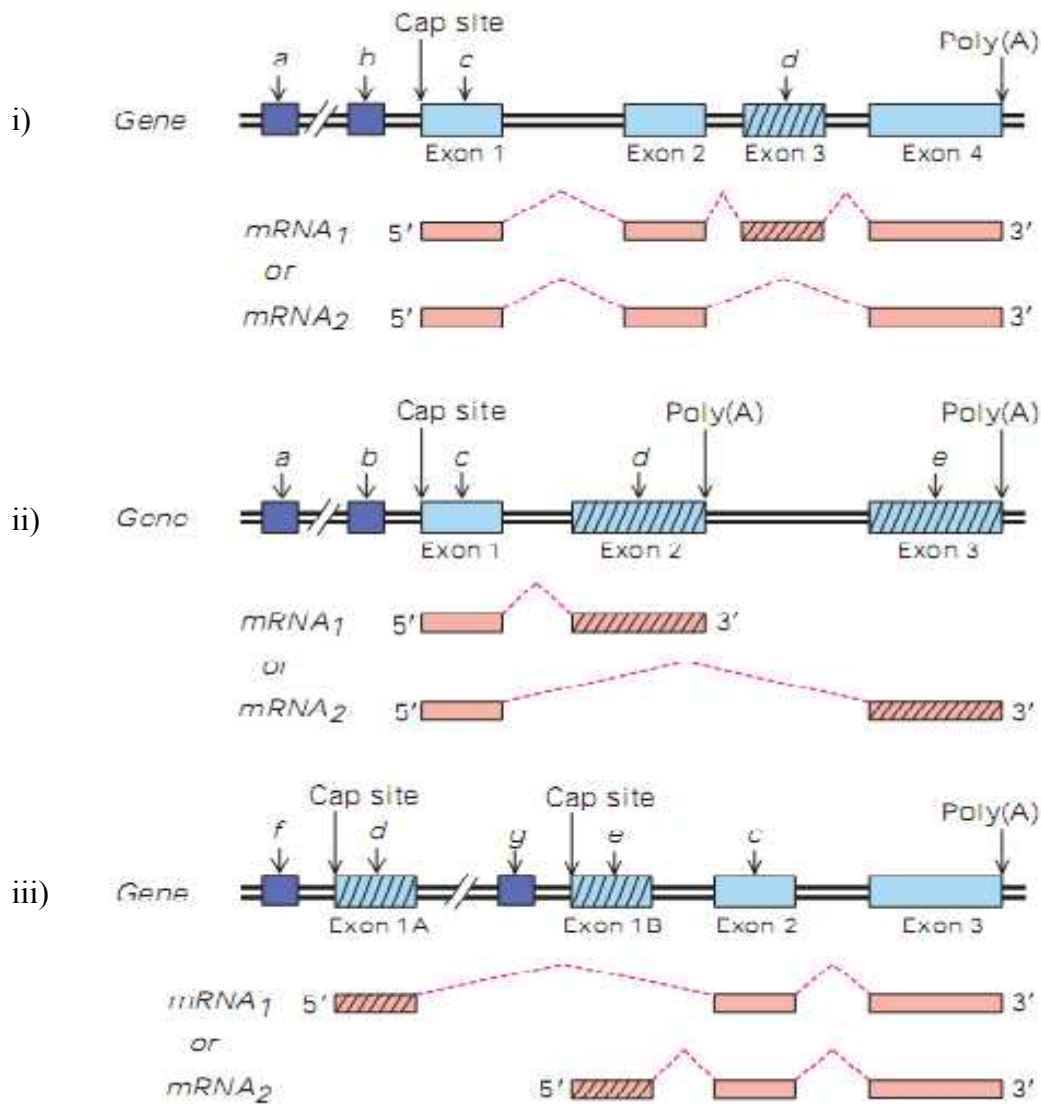 Cap site
Poly(A)
a
b
c
d
i)
Gene
Exon 1
Exon 2
Exon 3
Exon 4
mRNA1 5′ 3′
or
mRNA2 5′ 3′
Cap site
Poly(A)
Poly(A)
a
b
c
d
e
ii)
Gene
Exon 1
Exon 2
Exon 3
mRNA1 5′ 3′
or
mRNA2 5′ 3′
Cap site
Cap site
Poly(A)
f
d
g
e
c
iii)
Gene
Exon 1A
Exon 1B
Exon 2
Exon 3
mRNA1 5′ 3′
or
mRNA2 5′ 3′